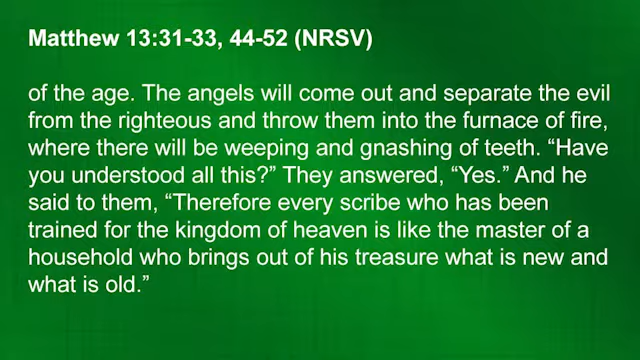 Matthew 13:31-33, 44-52 (NRSV)
of the age. The angels will come out and separate the evil
from the righteous and throw them into the furnace of fire,
where there will be weeping and gnashing of teeth. “Have
you understood all this?” They answered, “Yes.” And he
said to them, “Therefore every scribe who has been
trained for the kingdom of heaven is like the master of a
household who brings out of his treasure what is new and
what is old.”